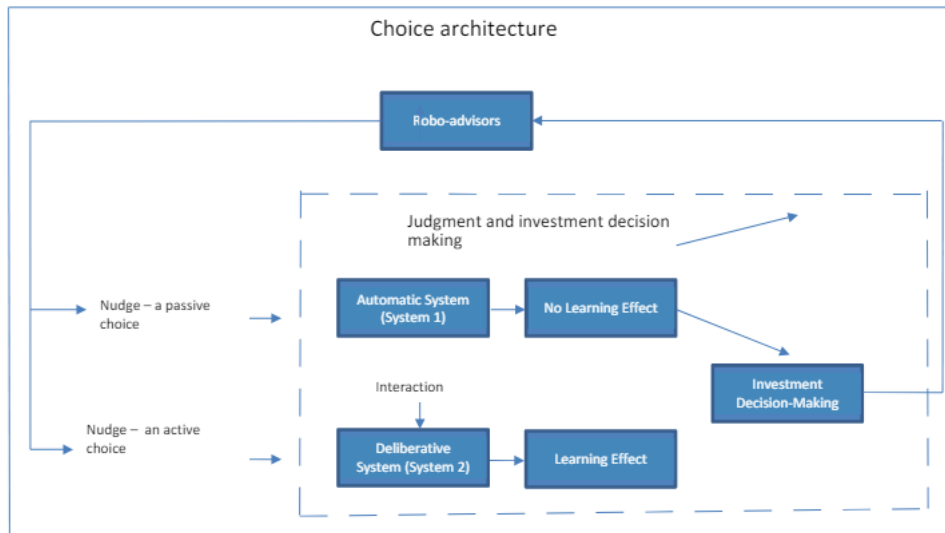 Choice architecture
Robo-advisors
Judgment and investment decision
making
Nudge – a passive
choice
Automatic System
(System 1)
No Learning Effect
Interaction
Investment
Decision-Making
Nudge – an active
choice
Deliberative
System (System 2)
Learning Effect